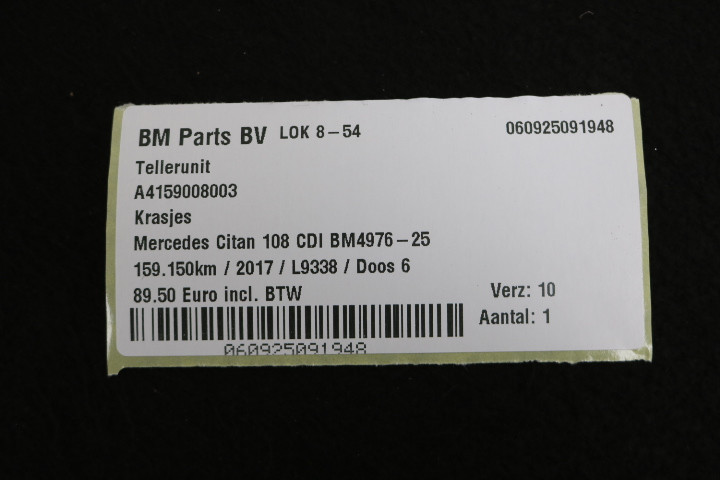 BM Parts BV LOK 8-54 060925091948
Tellerunit
A4159008003
Krasjes
Mercedes Citan 108 CDI BM4976-25
159.150km / 2017 / L9338 / Doos 6
89.50 Euro incl. BTW Verz: 10
Aantal: 1
060925091948